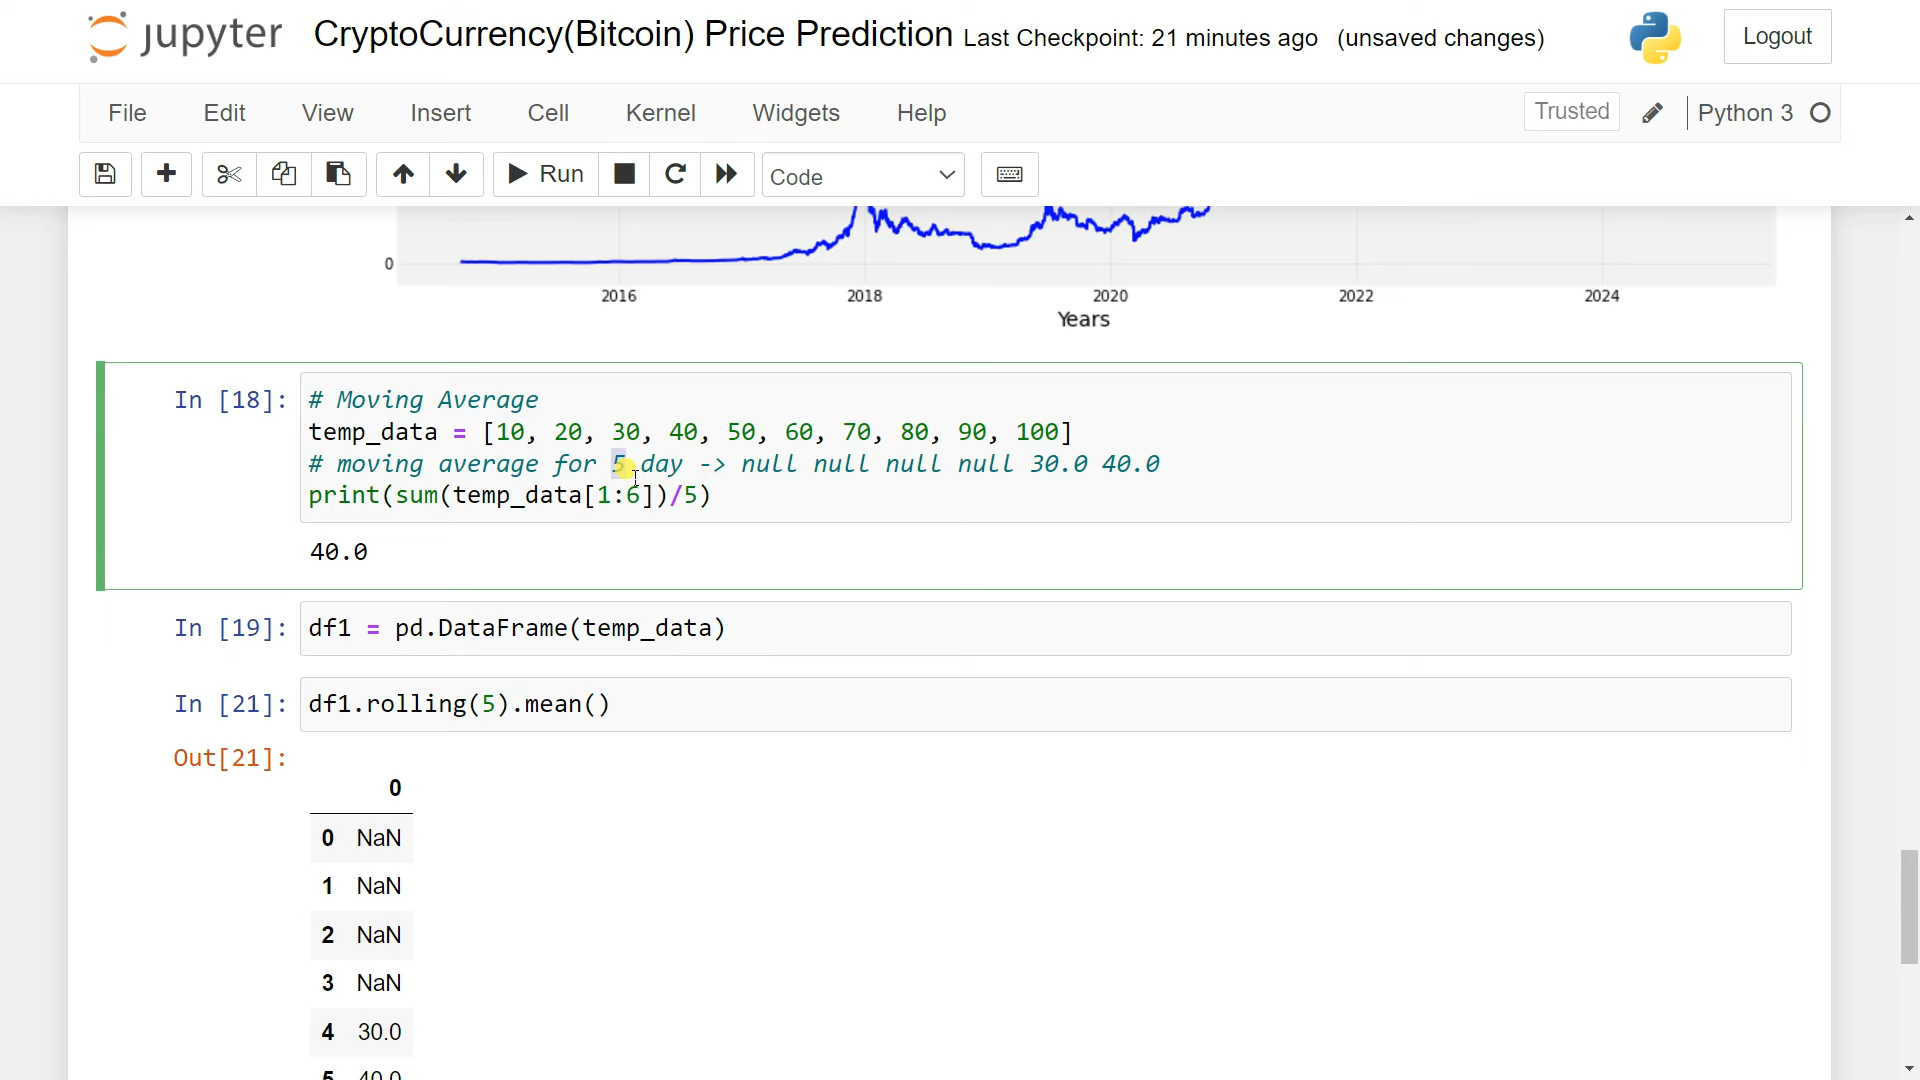 jupyter CryptoCurrency(Bitcoin) Price Prediction Last Checkpoint: 21 minutes ago (unsaved changes) Logout
File Edit View Insert Cell Kernel Widgets Help Trusted Python 3
Run Code
0
2016 2018 2020 2022 2024
Years
In [18]: # Moving Average
temp_data = [10, 20, 30, 40, 50, 60, 70, 80, 90, 100]
# moving average for 5 day -> null null null null 30.0 40.0
print(sum(temp_data[1:6])/5)
40.0
In [19]: df1 = pd.DataFrame(temp_data)
In [21]: df1.rolling(5).mean()
Out[21]:
0
0 NaN
1 NaN
2 NaN
3 NaN
4 30.0
5 40.0